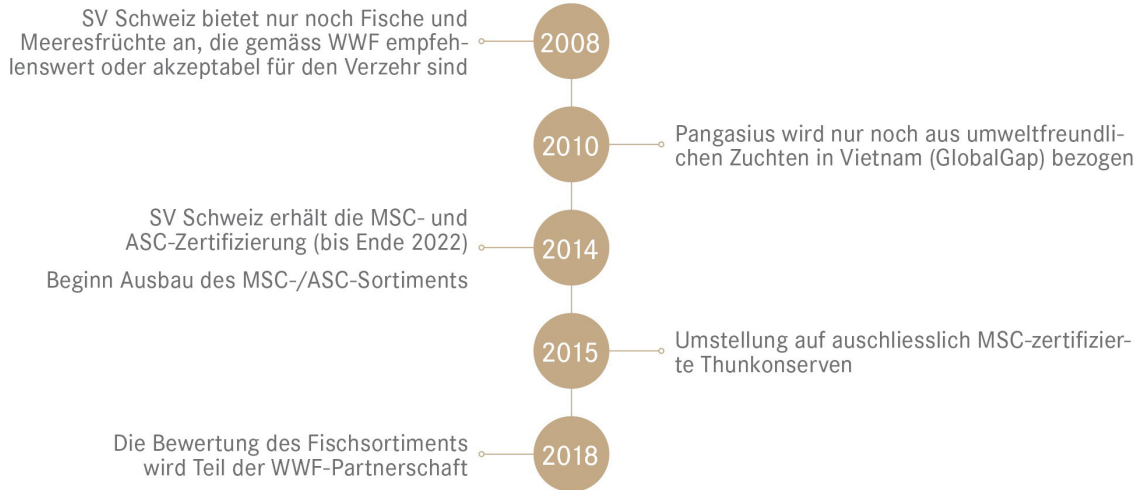 SV Schweiz bietet nur noch Fische und
Meeresfrüchte an, die gemäss WWF empfeh-
lenswert oder akzeptabel für den Verzehr sind
2008
2010
Pangasius wird nur noch aus umweltfreundli-
chen Zuchten in Vietnam (GlobalGap) bezogen
SV Schweiz erhält die MSC- und
ASC-Zertifizierung (bis Ende 2022)
Beginn Ausbau des MSC-/ASC-Sortiments
2014
2015
Umstellung auf auschliesslich MSC-zertifizier-
te Thunkonserven
Die Bewertung des Fischsortiments
wird Teil der WWF-Partnerschaft
2018